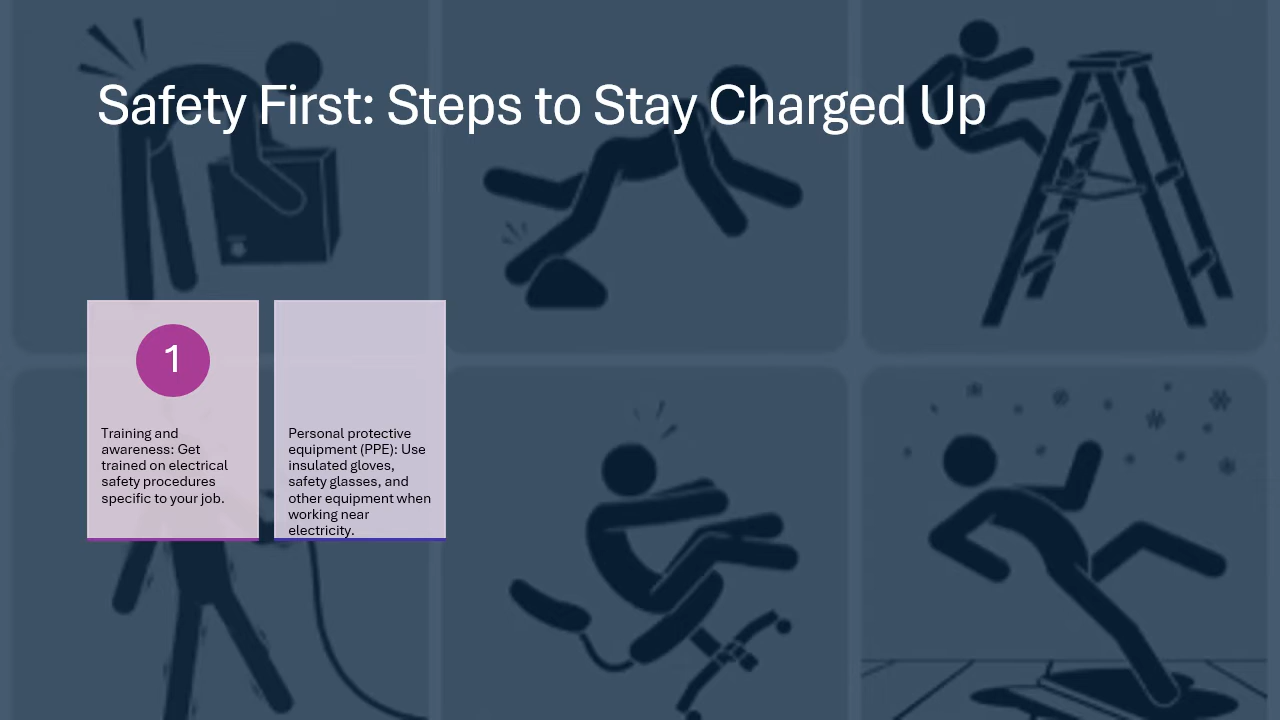 Safety First: Steps to Stay Charged Up
1
Training and
awareness: Get
trained on electrical
safety procedures
specific to your job.
Personal protective
equipment (PPE): Use
insulated gloves,
safety glasses, and
other equipment when
working near
electricity.